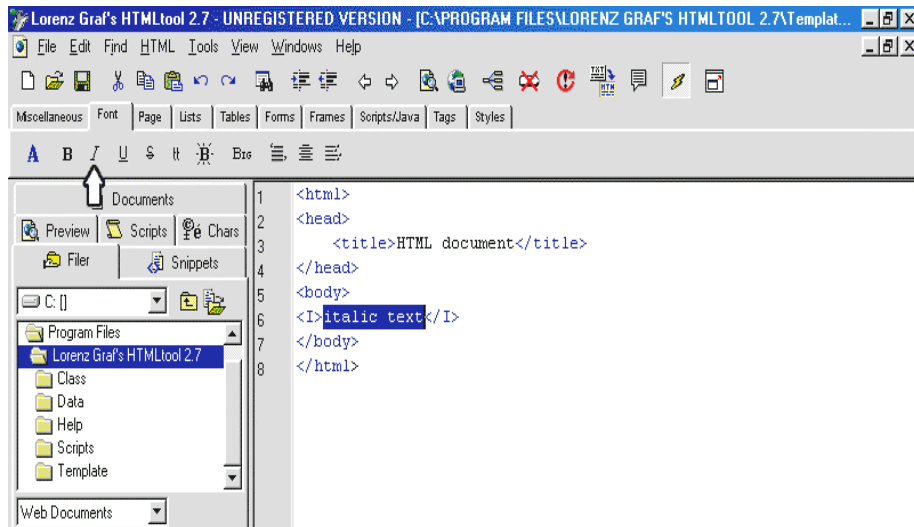 Lorenz Graf's HTMLtool 2.7 - UNREGISTERED VERSION - [C:\PROGRAM FILES\LORENZ GRAF'S HTMLTOOL 2.7\Templat...
File Edit Find HTML Tools View Windows Help
Miscellaneous Font Page Lists Tables Forms Frames Scripts/Java Tags Styles
A B I U S tt B BIG
Documents
Preview Scripts Chars
Filer Snippets
C: []
Program Files
Lorenz Graf's HTMLtool 2.7
Class
Data
Help
Scripts
Template
Web Documents
1 <html>
2 <head>
3 <title>HTML document</title>
4 </head>
5 <body>
6 <I>italic text</I>
7 </body>
8 </html>